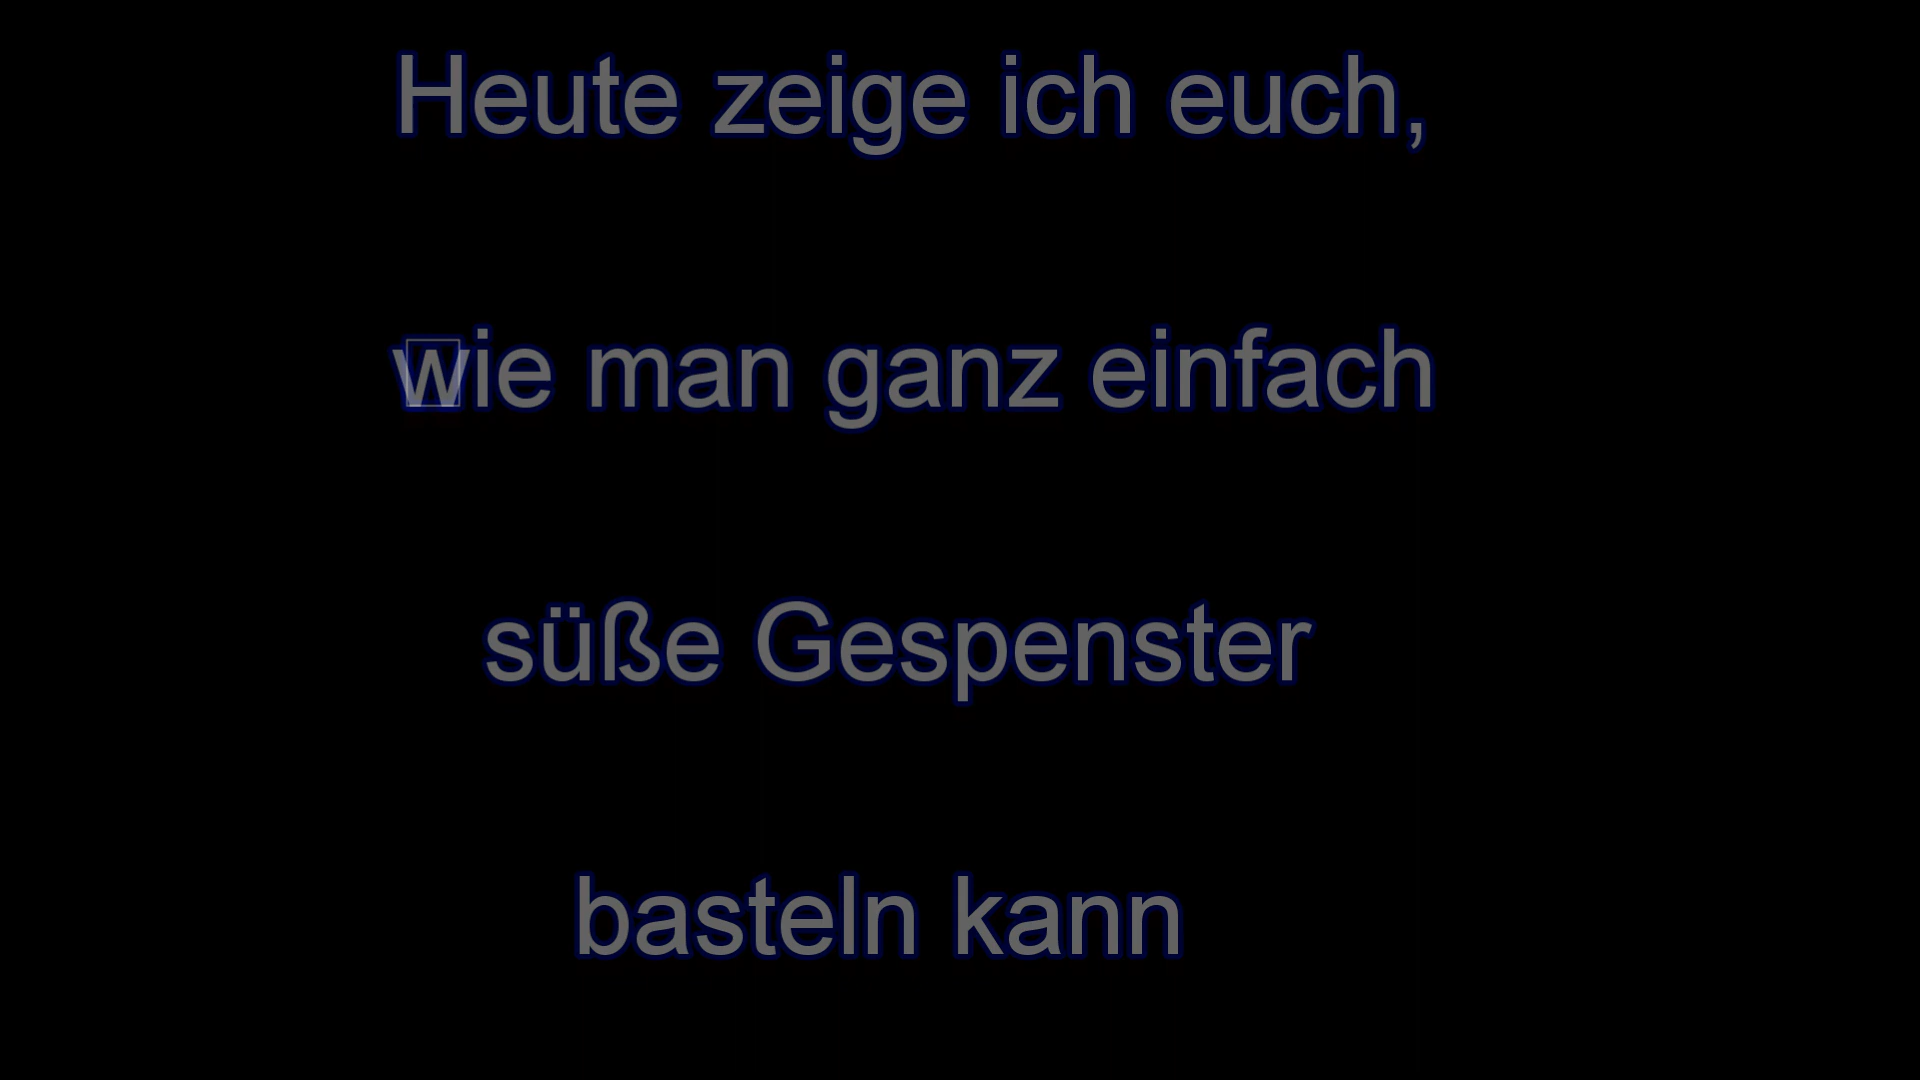 Heute zeige ich euch,
wie man ganz einfach
süße Gespenster
basteln kann